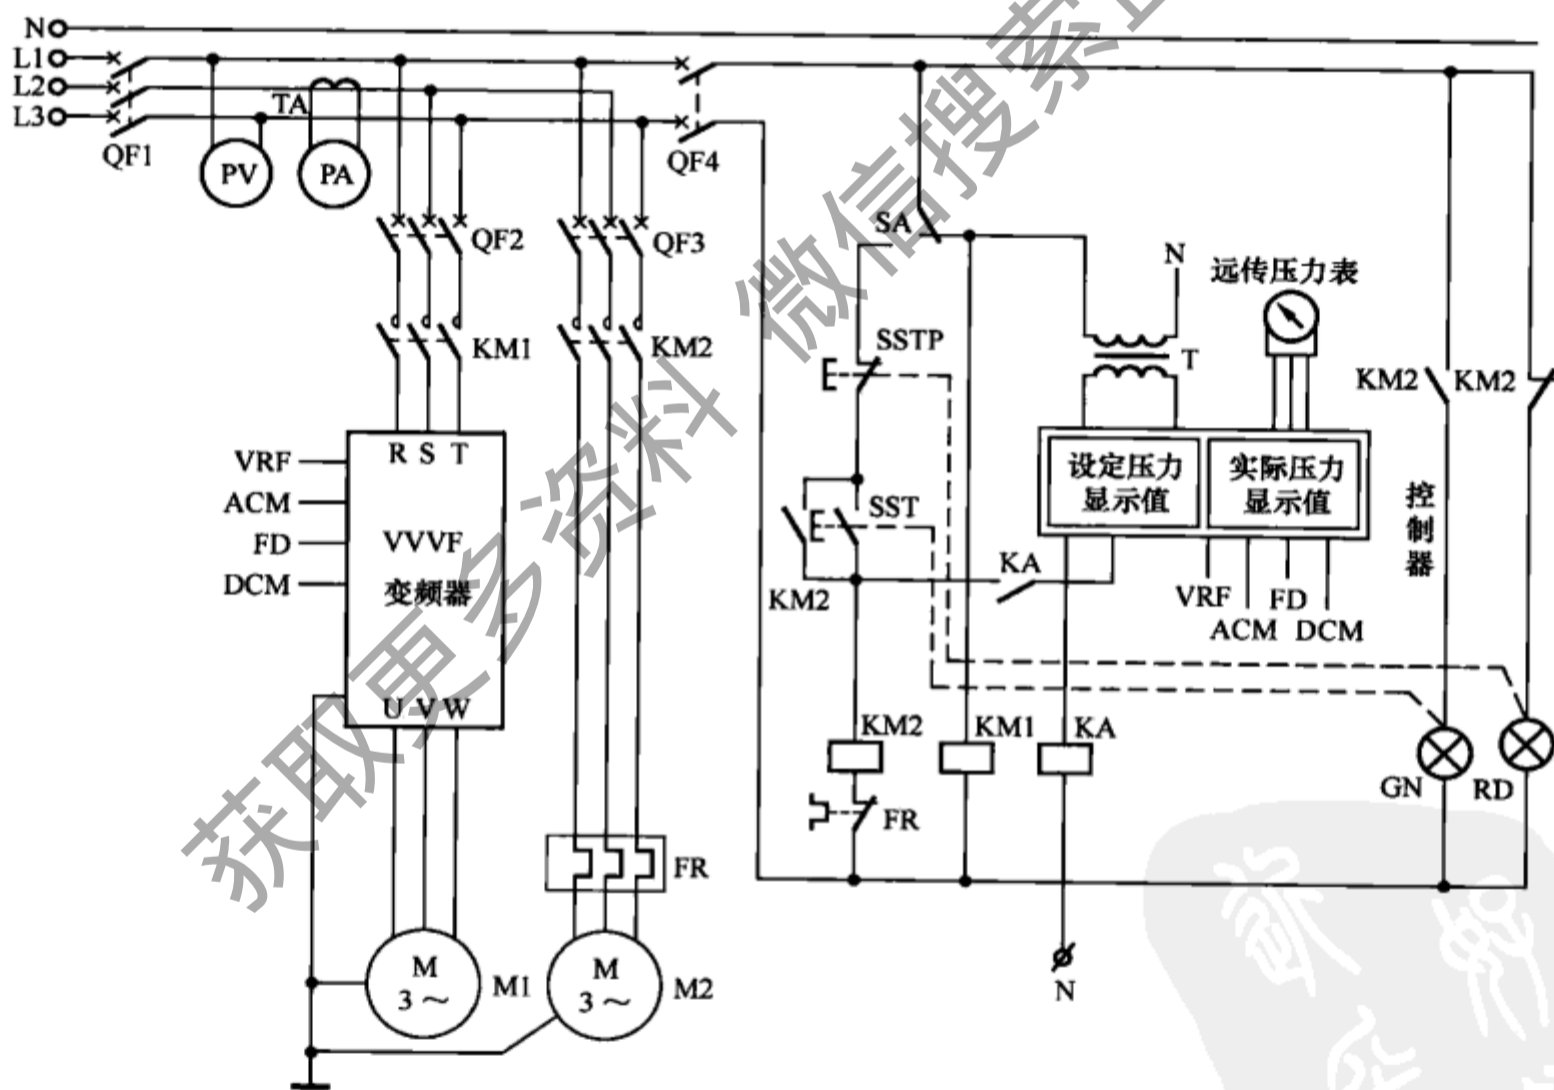 N
L1
L2
L3
QF1
TA
PV
PA
QF2
QF3
QF4
KM1
KM2
SA
N
远传压力表
SSTP
T
KM2
KM2
VRF
ACM
FD
DCM
R S T
VVVF
变频器
U V W
设定压力
显示值
实际压力
显示值
控制器
SST
KA
KM2
VRF
FD
ACM
DCM
KM2
KM1
KA
GN
RD
FR
FR
M
3～
M1
M
3～
M2
N
获取更多资料 微信搜索